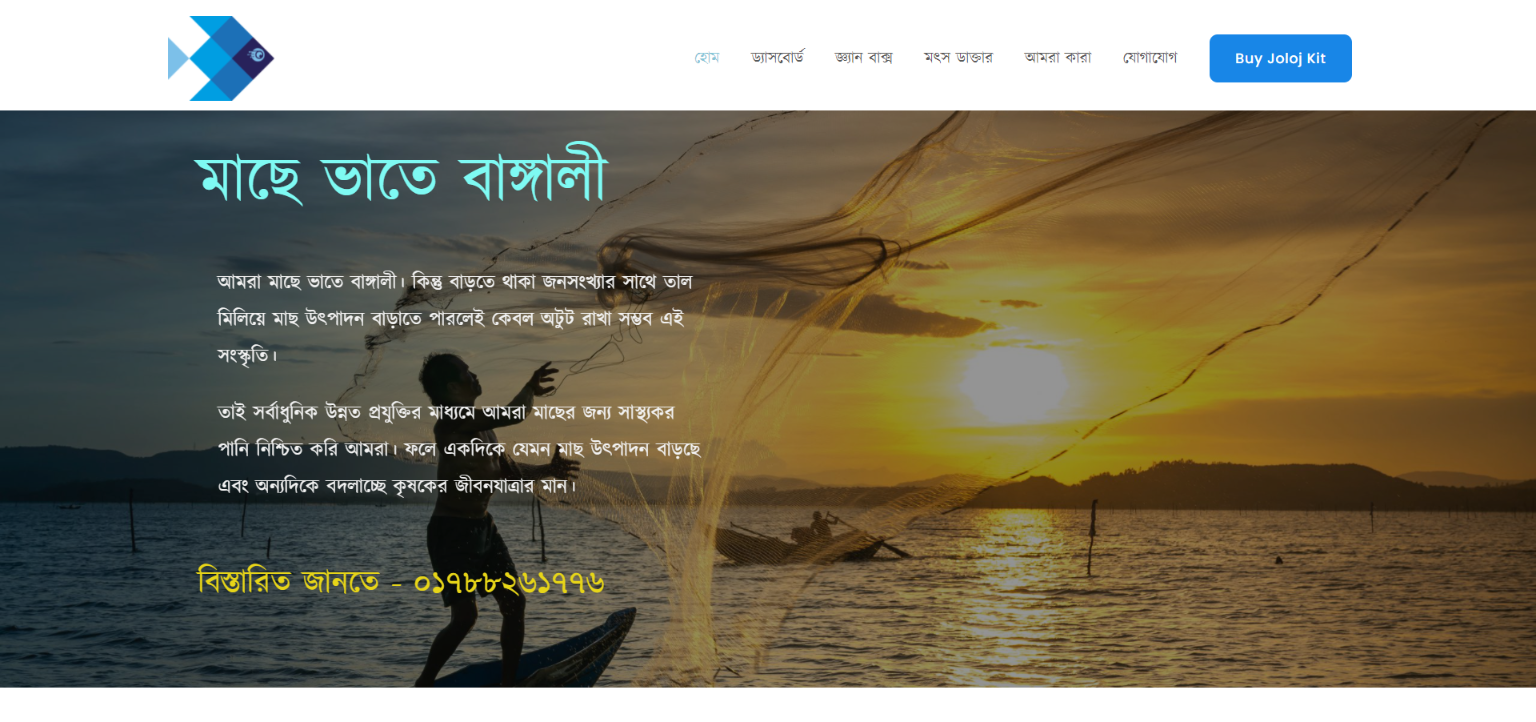 হোম
ড্যাসবোর্ড
জ্ঞ্যান বাক্স
মৎস ডাক্তার
আমরা কারা
যোগাযোগ
Buy Joloj Kit
মাছে ভাতে বাঙ্গালী
আমরা মাছে ভাতে বাঙ্গালী। কিন্তু বাড়তে থাকা জনসংখ্যার সাথে তাল
মিলিয়ে মাছ উৎপাদন বাড়াতে পারলেই কেবল অটুট রাখা সম্ভব এই
সংস্কৃতি।
তাই সর্বাধুনিক উন্নত প্রযুক্তির মাধ্যমে আমরা মাছের জন্য সাস্থ্যকর
পানি নিশ্চিত করি আমরা। ফলে একদিকে যেমন মাছ উৎপাদন বাড়ছে
এবং অন্যদিকে বদলাচ্ছে কৃষকের জীবনযাত্রার মান।
বিস্তারিত জানতে - ০১৭৮৮২৬১৭৭৬